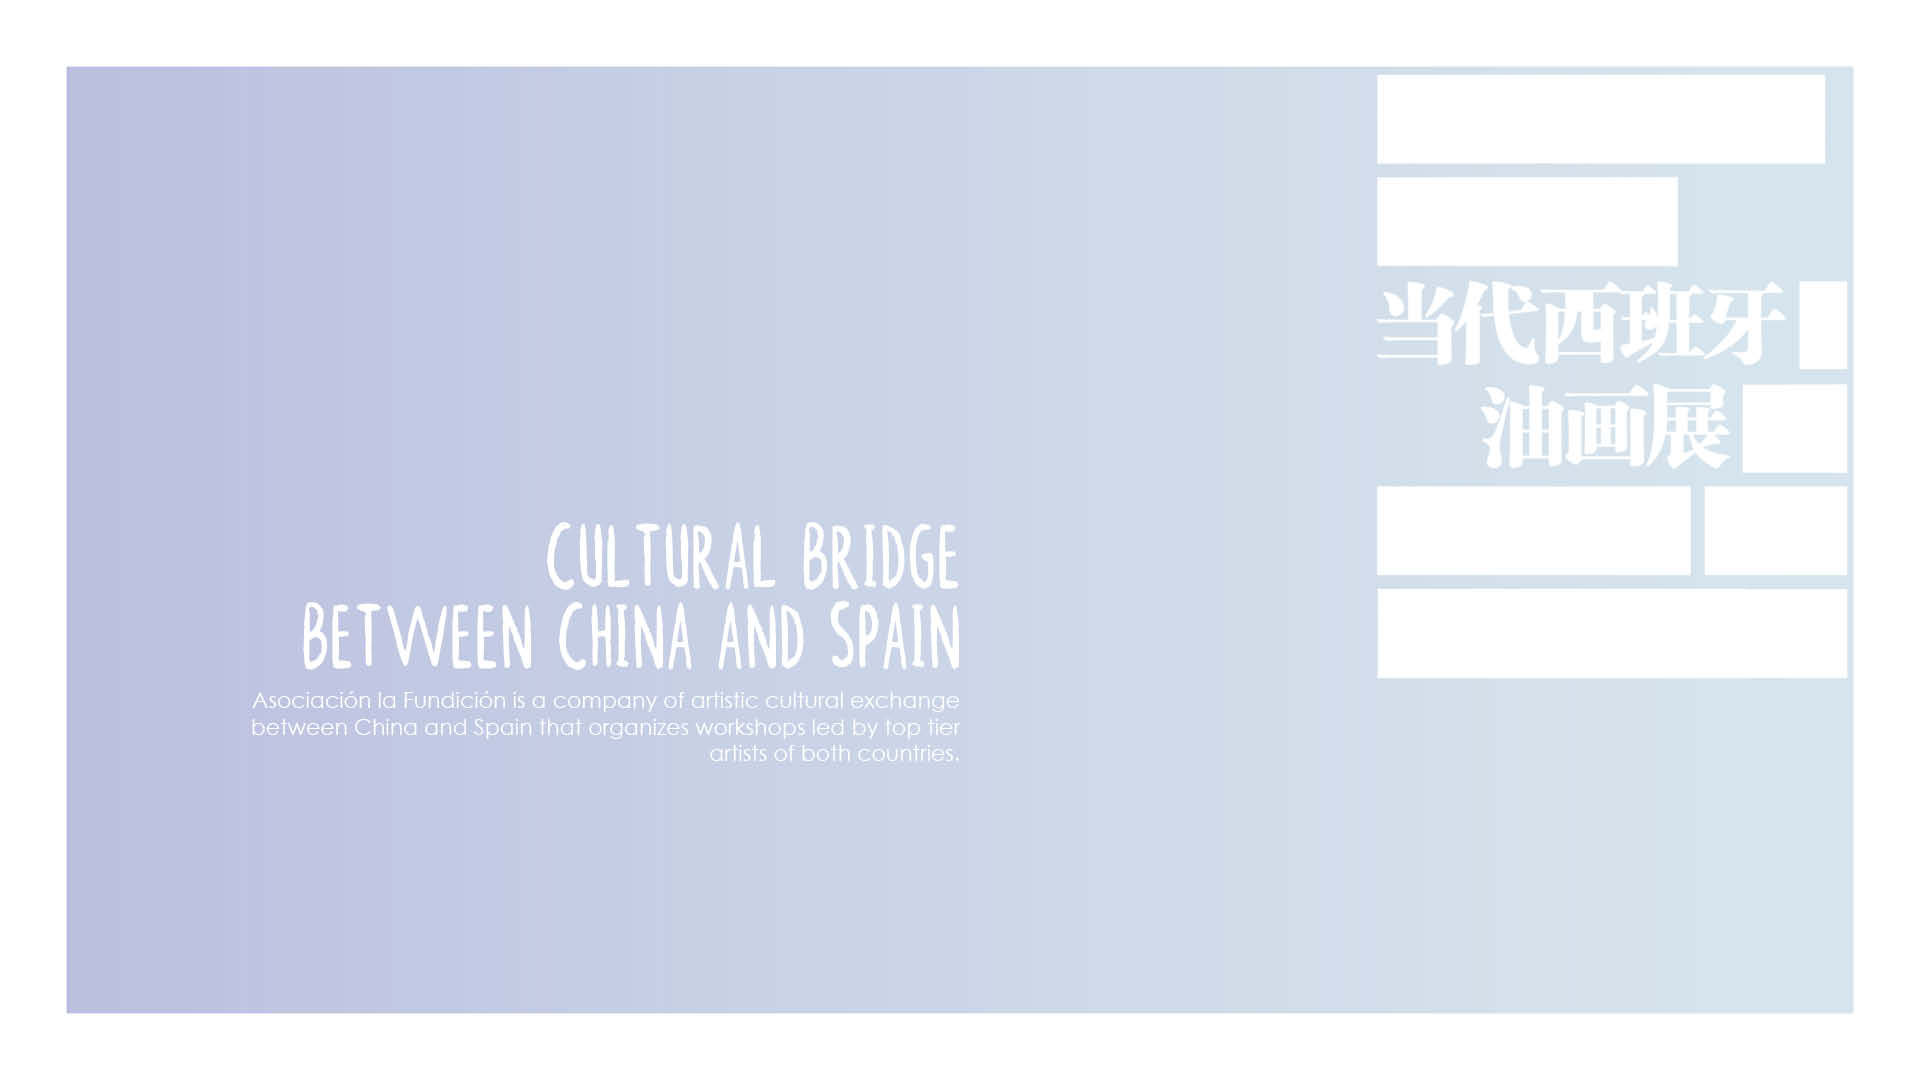 当代西班牙
油画展
CULTURAL BRIDGE
BETWEEN CHINA AND SPAIN
Asociación la Fundición is a company of artistic cultural exchange
between China and Spain that organizes workshops led by top tier
artists of both countries.